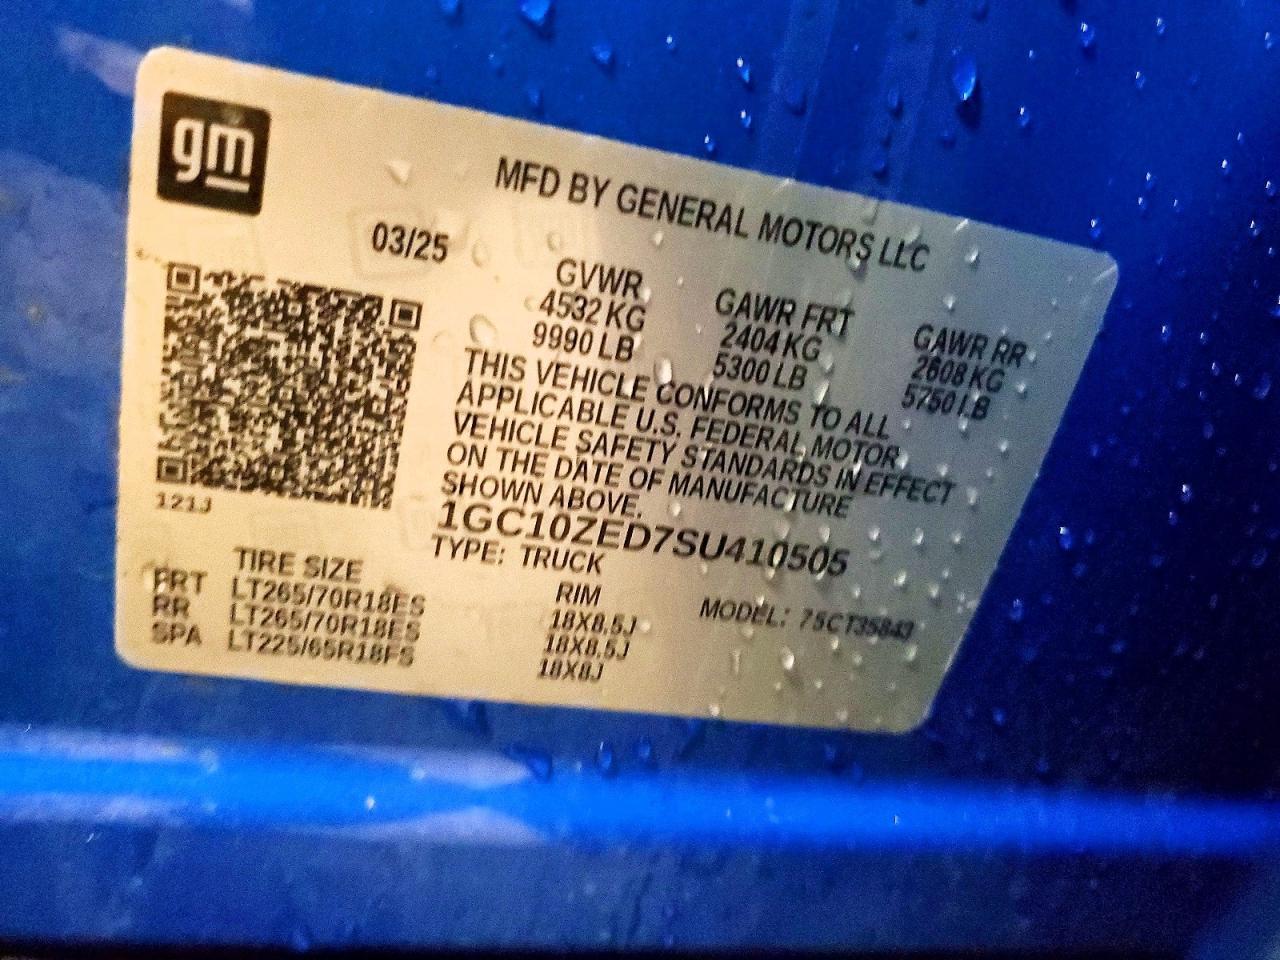 gm
MFD BY GENERAL MOTORS LLC
03/25
GVWR GAWR FRT GAWR RR
4532 KG 2404 KG 2608 KG
9990 LB 5300 LB 5750 LB
THIS VEHICLE CONFORMS TO ALL
APPLICABLE U.S. FEDERAL MOTOR
VEHICLE SAFETY STANDARDS IN EFFECT
ON THE DATE OF MANUFACTURE
SHOWN ABOVE.
121J
1GC10ZED7SU410505
TYPE: TRUCK MODEL: 75CT35843
TIRE SIZE RIM
FRT LT265/70R18ES 18X8.5J
RR LT265/70R18ES 18X8.5J
SPA LT225/65R18FS 18X8J